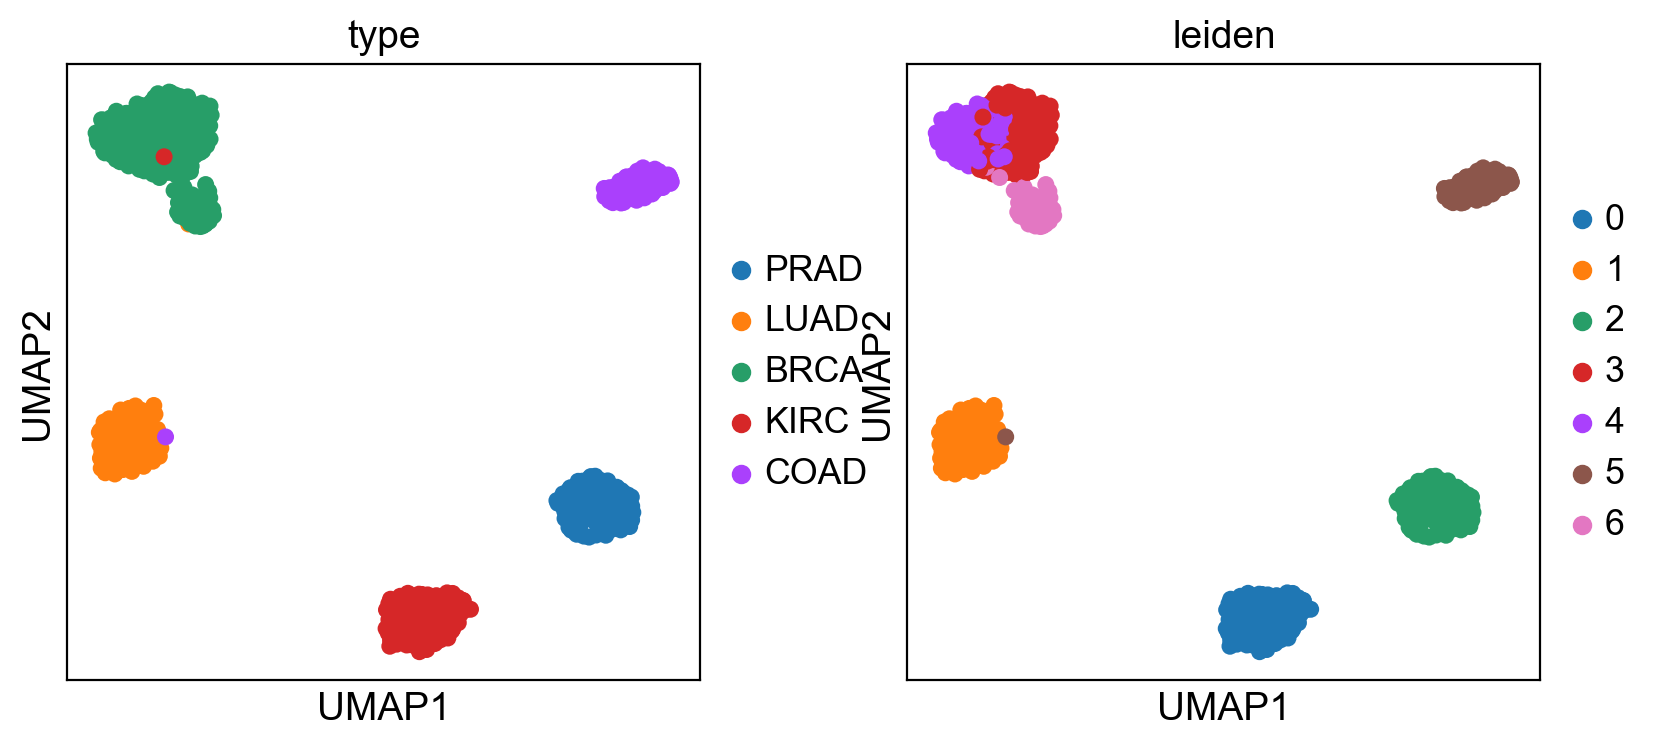 type
UMAP2
UMAP1
PRAD
LUAD
BRCA
KIRC
COAD
leiden
UMAP2
UMAP1
0
1
2
3
4
5
6